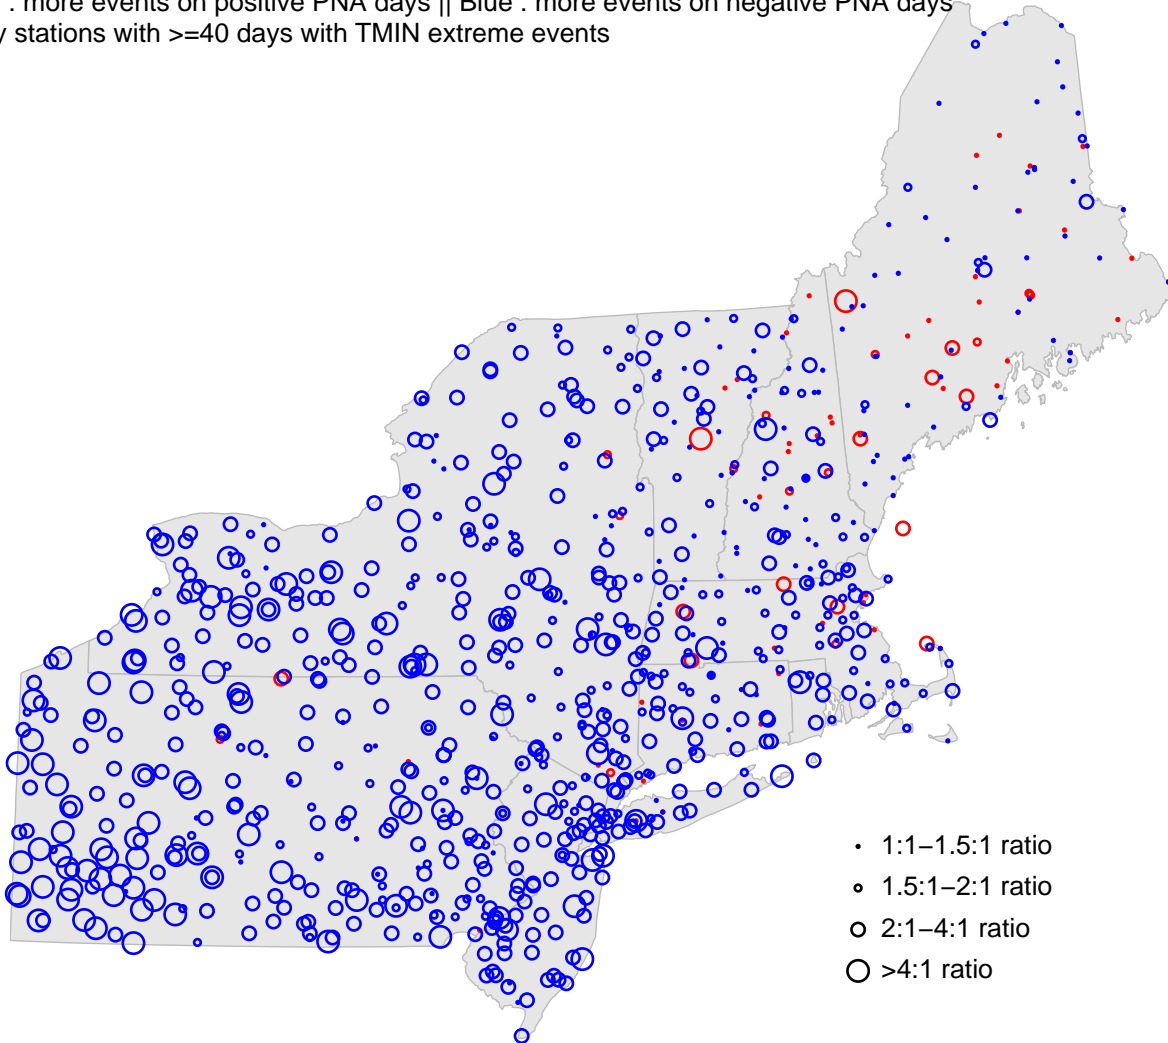 : more events on positive PNA days || Blue : more events on negative PNA days
stations with >=40 days with TMIN extreme events
1:1–1.5:1 ratio
1.5:1–2:1 ratio
2:1–4:1 ratio
>4:1 ratio